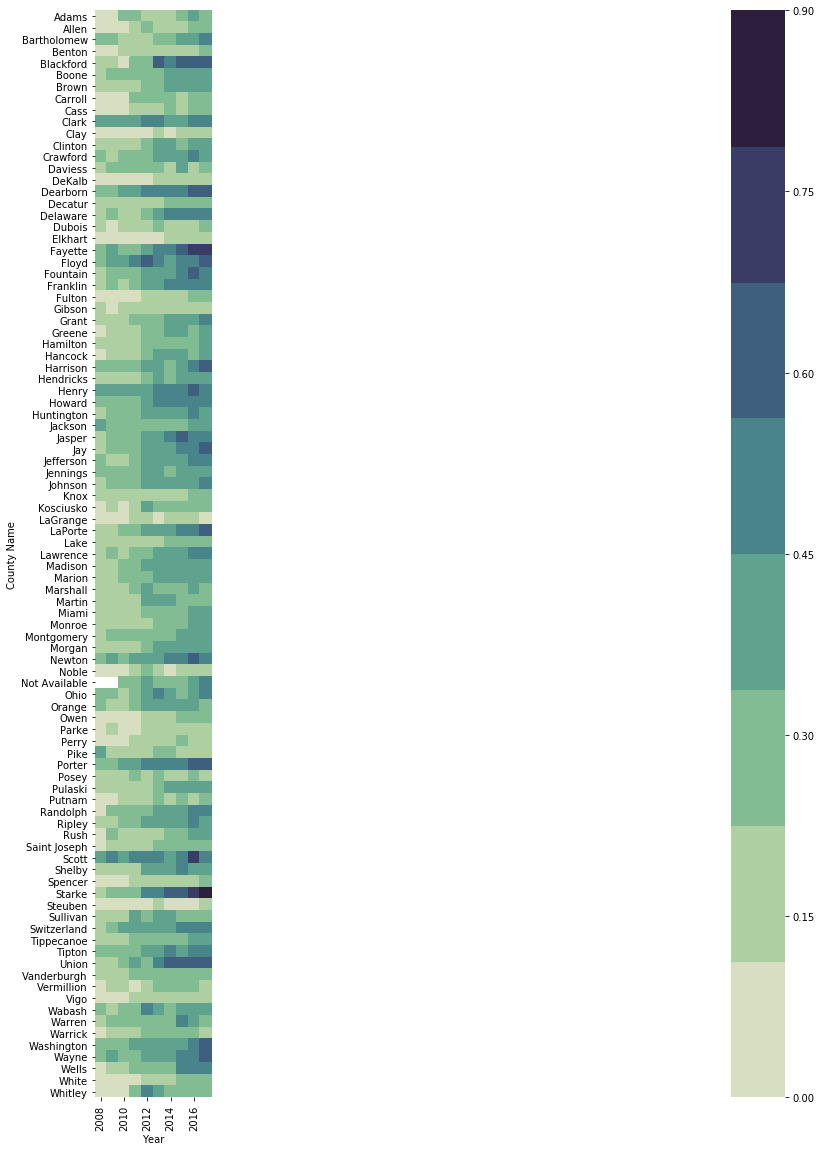 Adams
Allen
Bartholomew
Benton
Blackford
Boone
Brown
Carroll
Cass
Clark
Clay
Clinton
Crawford
Daviess
DeKalb
Dearborn
Decatur
Delaware
Dubois
Elkhart
Fayette
Floyd
Fountain
Franklin
Fulton
Gibson
Grant
Greene
Hamilton
Hancock
Harrison
Hendricks
Henry
Howard
Huntington
Jackson
Jasper
Jay
Jefferson
Jennings
Johnson
Knox
Kosciusko
LaGrange
LaPorte
Lake
Lawrence
Madison
Marion
Marshall
Martin
Miami
Monroe
Montgomery
Morgan
Newton
Noble
Not Available
Ohio
Orange
Owen
Parke
Perry
Pike
Porter
Posey
Pulaski
Putnam
Randolph
Ripley
Rush
Saint Joseph
Scott
Shelby
Spencer
Starke
Steuben
Sullivan
Switzerland
Tippecanoe
Tipton
Union
Vanderburgh
Vermillion
Vigo
Wabash
Warren
Warrick
Washington
Wayne
Wells
White
Whitley
County Name
2008
2010
2012
2014
2016
Year
0.90
0.75
0.60
0.45
0.30
0.15
0.00